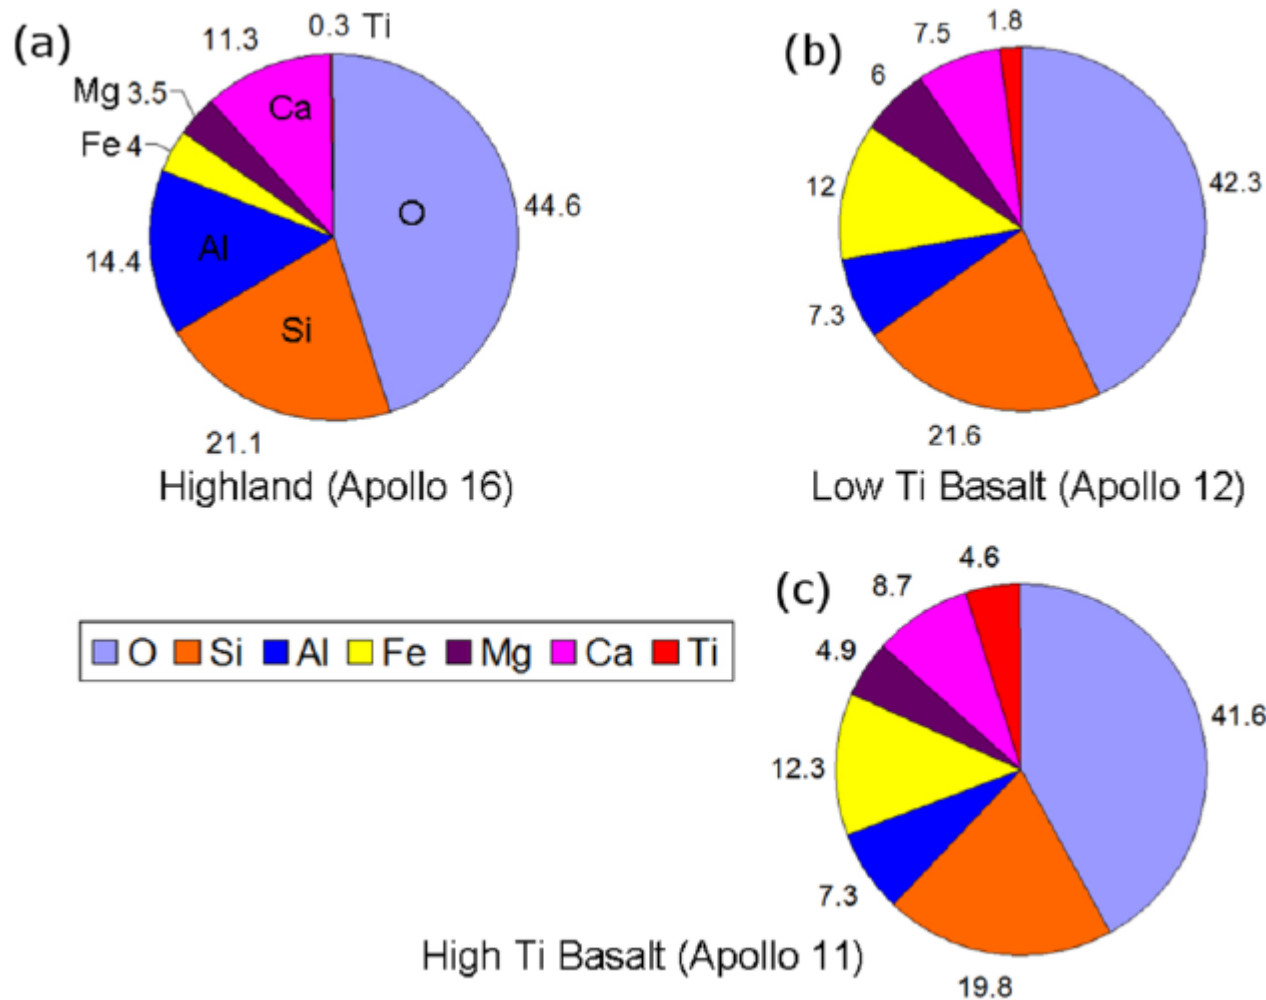 (a)
0.3 Ti
11.3
Mg 3.5
Ca
Fe 4
O
44.6
Al
14.4
Si
21.1
Highland (Apollo 16)
(b)
1.8
7.5
6
42.3
12
7.3
21.6
Low Ti Basalt (Apollo 12)
O Si Al Fe Mg Ca Ti
(c)
4.6
8.7
4.9
41.6
12.3
7.3
19.8
High Ti Basalt (Apollo 11)